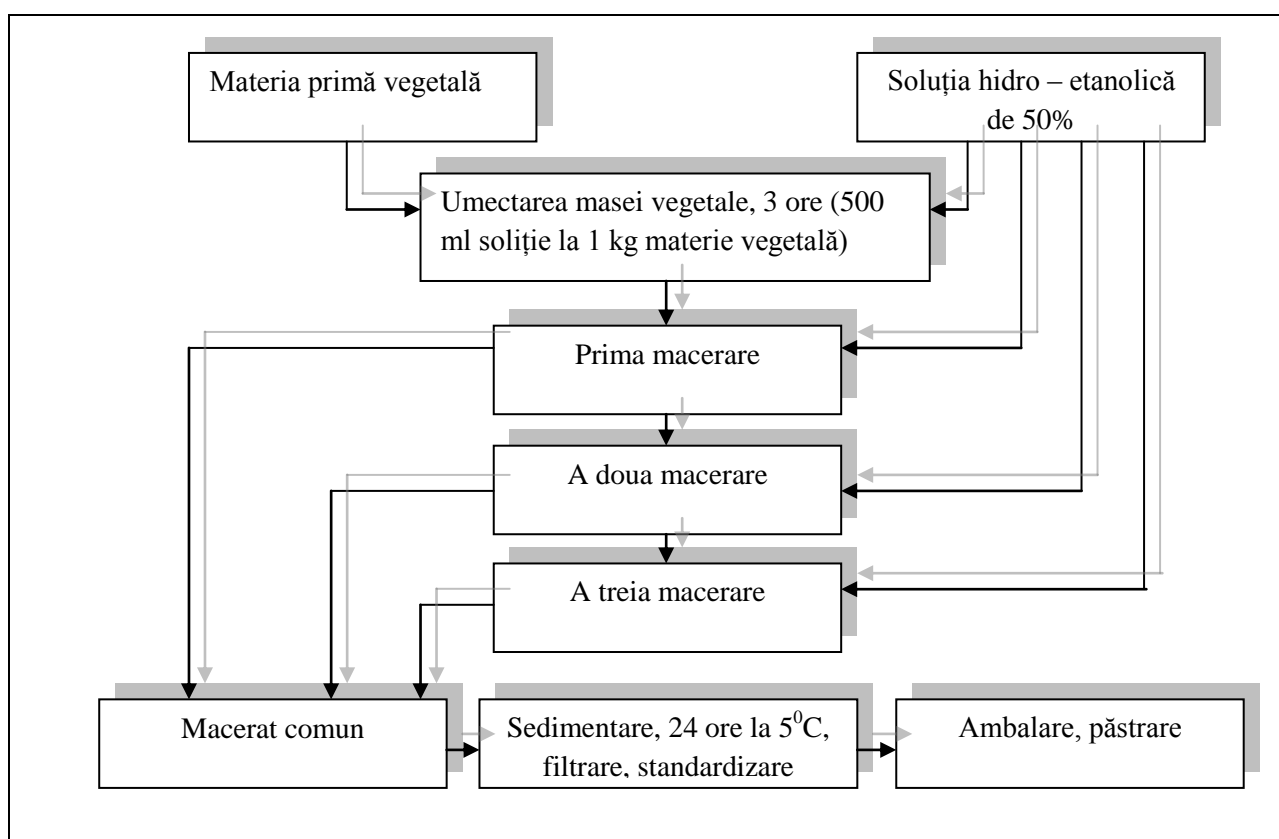 Materia primă vegetală
Soluția hidro – etanolică
de 50%
Umectarea masei vegetale, 3 ore (500
ml soliție la 1 kg materie vegetală)
Prima macerare
A doua macerare
A treia macerare
Macerat comun
Sedimentare, 24 ore la 5⁰C,
filtrare, standardizare
Ambalare, păstrare